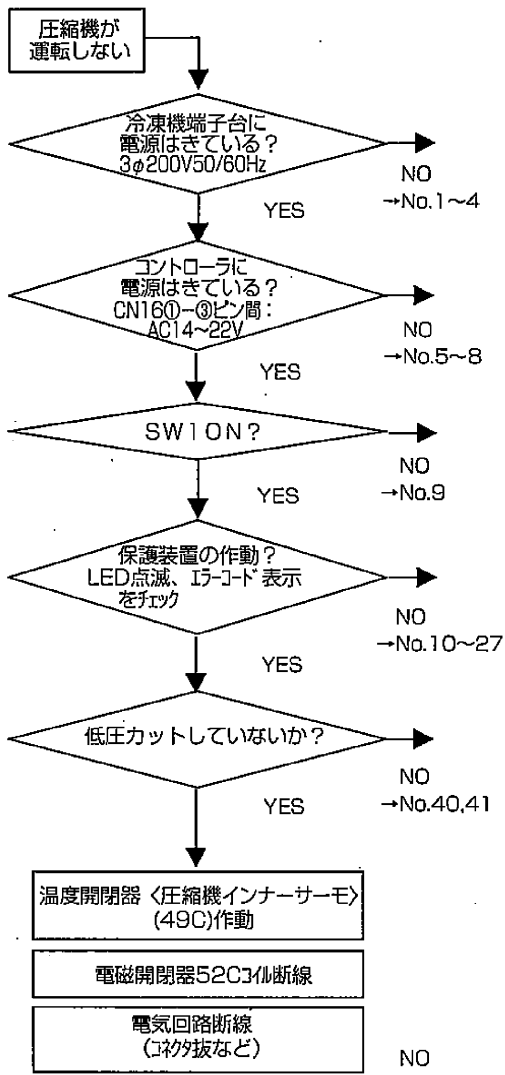 圧縮機が
運転しない
冷凍機端子台に
電源はきている？
3φ200V50/60Hz
NO
→No.1～4
YES
コントローラに
電源はきている？
CN16①－③ピン間：
AC14～22V
NO
→No.5～8
YES
SW1ON？
NO
→No.9
YES
保護装置の作動？
LED点滅、ｴﾗｰｺｰﾄﾞ表示
をﾁｪｯｸ
NO
→No.10～27
YES
低圧カットしていないか？
NO
→No.40,41
YES
温度開閉器〈圧縮機インナーサーモ〉
(49C)作動
電磁開閉器52Cｺｲﾙ断線
電気回路断線
(ｺﾈｸﾀ抜など)
NO